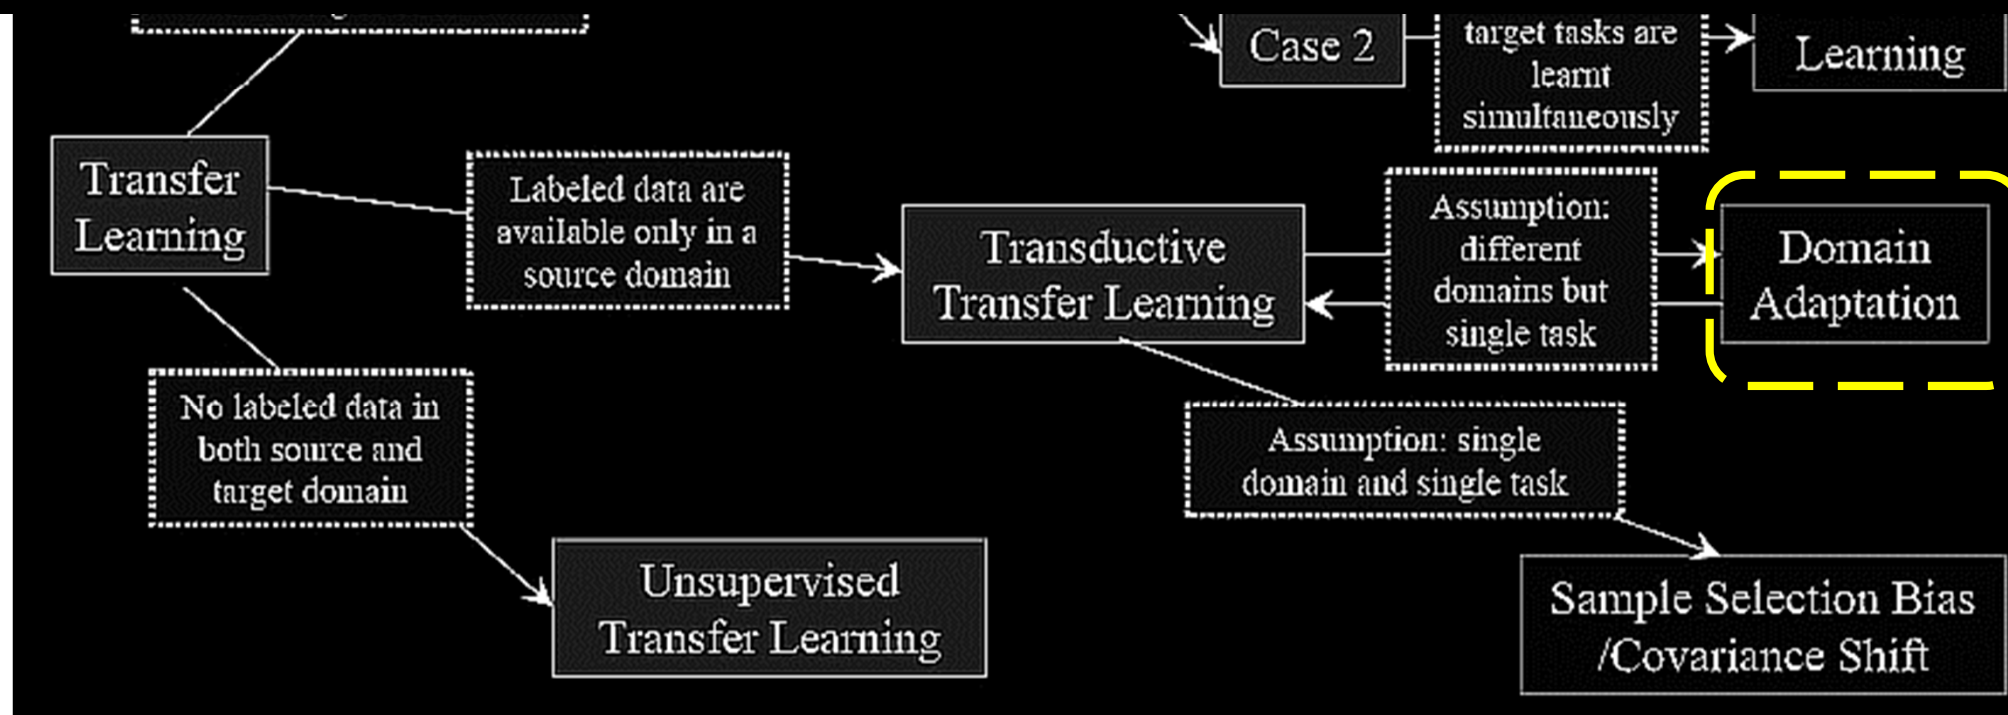 Case 2
target tasks are
learnt
simultaneously
Learning
Transfer
Learning
Labeled data are
available only in a
source domain
Transductive
Transfer Learning
Assumption:
different
domains but
single task
Domain
Adaptation
No labeled data in
both source and
target domain
Assumption: single
domain and single task
Unsupervised
Transfer Learning
Sample Selection Bias
/Covariance Shift